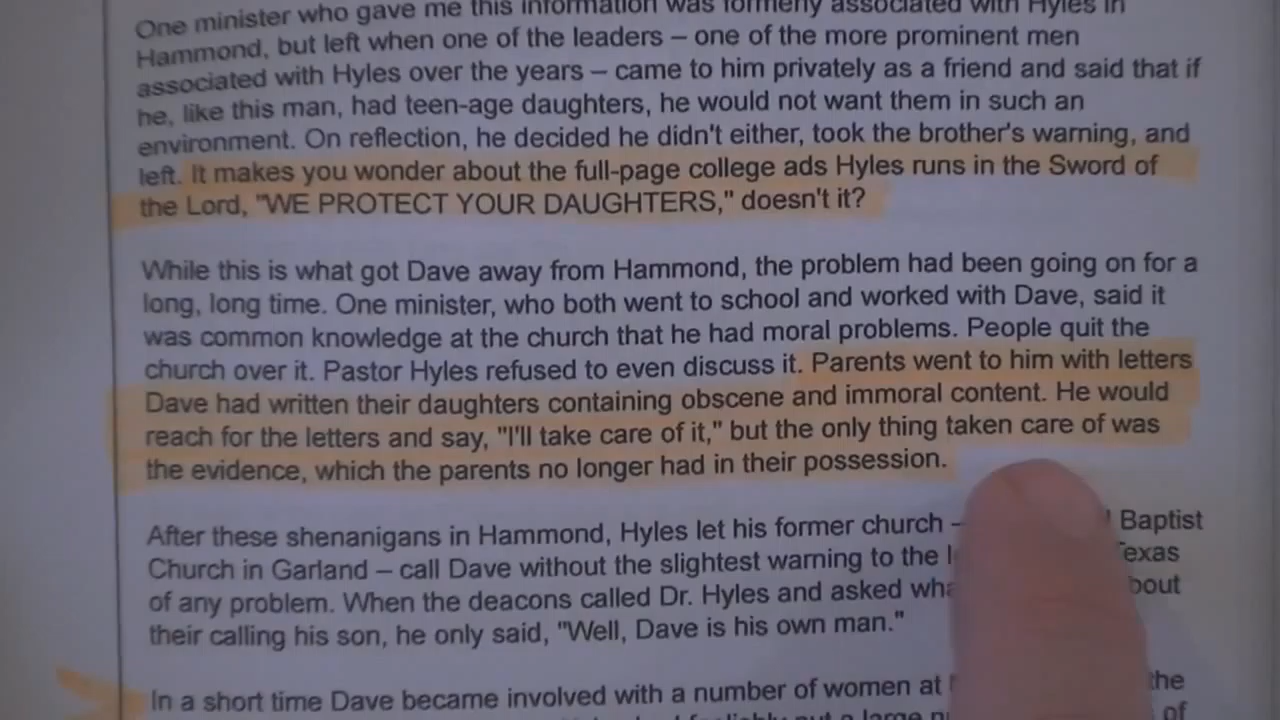 One minister who gave me this information was formerly associated with Hyles in
Hammond, but left when one of the leaders – one of the more prominent men
associated with Hyles over the years – came to him privately as a friend and said that if
he, like this man, had teen-age daughters, he would not want them in such an
environment. On reflection, he decided he didn't either, took the brother's warning, and
left. It makes you wonder about the full-page college ads Hyles runs in the Sword of
the Lord, "WE PROTECT YOUR DAUGHTERS," doesn't it?
While this is what got Dave away from Hammond, the problem had been going on for a
long, long time. One minister, who both went to school and worked with Dave, said it
was common knowledge at the church that he had moral problems. People quit the
church over it. Pastor Hyles refused to even discuss it. Parents went to him with letters
Dave had written their daughters containing obscene and immoral content. He would
reach for the letters and say, "I'll take care of it," but the only thing taken care of was
the evidence, which the parents no longer had in their possession.
After these shenanigans in Hammond, Hyles let his former church – Baptist
Church in Garland – call Dave without the slightest warning to the Texas
of any problem. When the deacons called Dr. Hyles and asked
their calling his son, he only said, "Well, Dave is his own man."
In a short time Dave became involved with a number of women at the
a large of